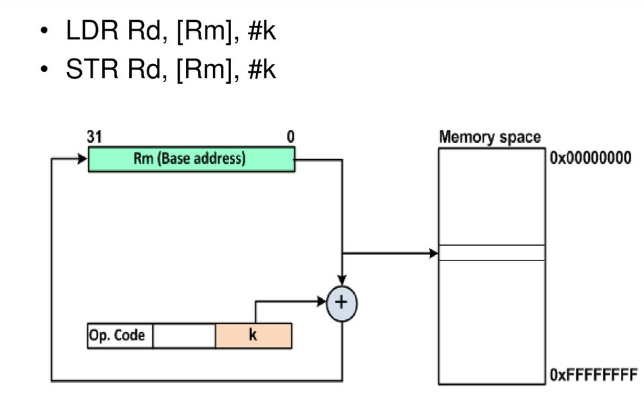 • LDR Rd, [Rm], #k
• STR Rd, [Rm], #k
31 0
Rm (Base address)
Memory space
0x00000000
+
Op. Code k
0xFFFFFFFF